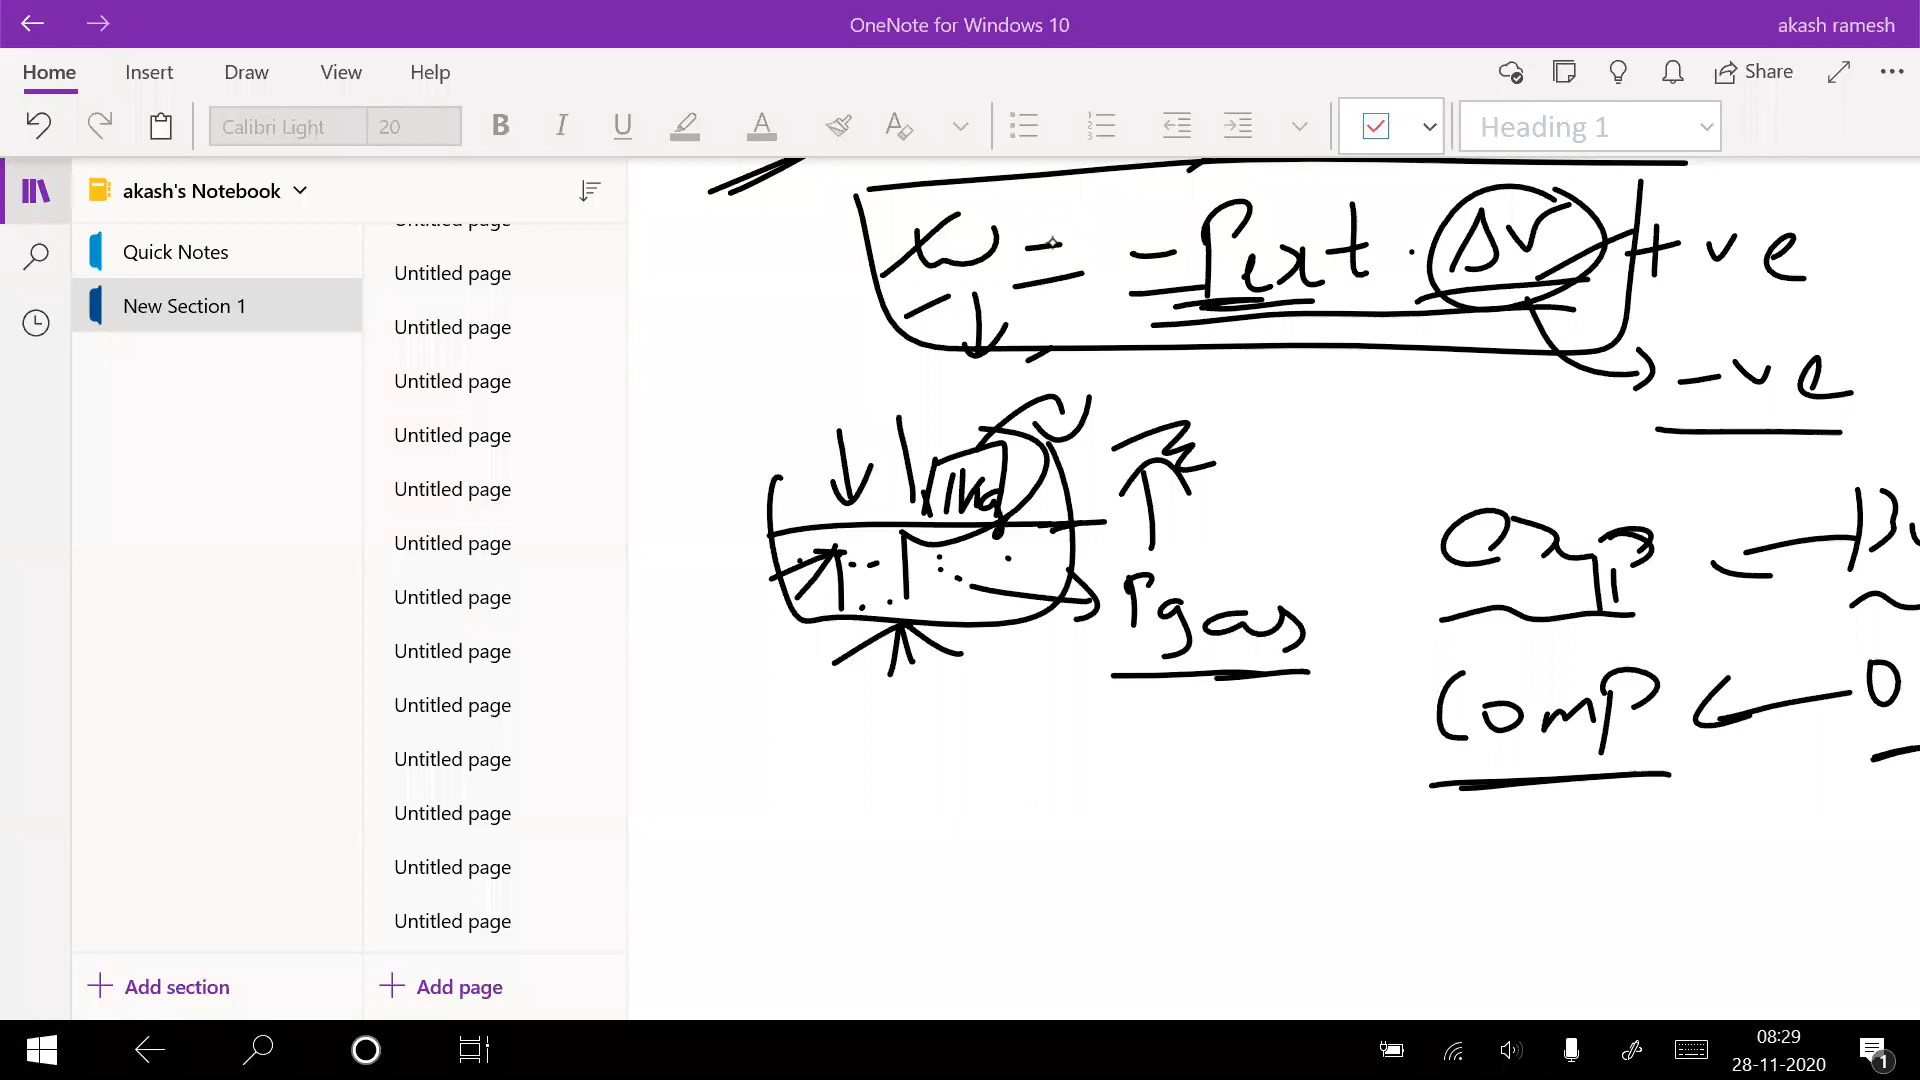 OneNote for Windows 10
akash ramesh
Home Insert Draw View Help
Share
Calibri Light 20
B I U A A
Heading 1
akash's Notebook
Quick Notes
New Section 1
Untitled page
Untitled page
Untitled page
Untitled page
Untitled page
Untitled page
Untitled page
Untitled page
Untitled page
Untitled page
Untitled page
Untitled page
Untitled page
Untitled page
Add section
Add page
w = - Pext . ΔV + ve
- ve
1kg
Pgas
Exp
Comp
08:29
28-11-2020
1